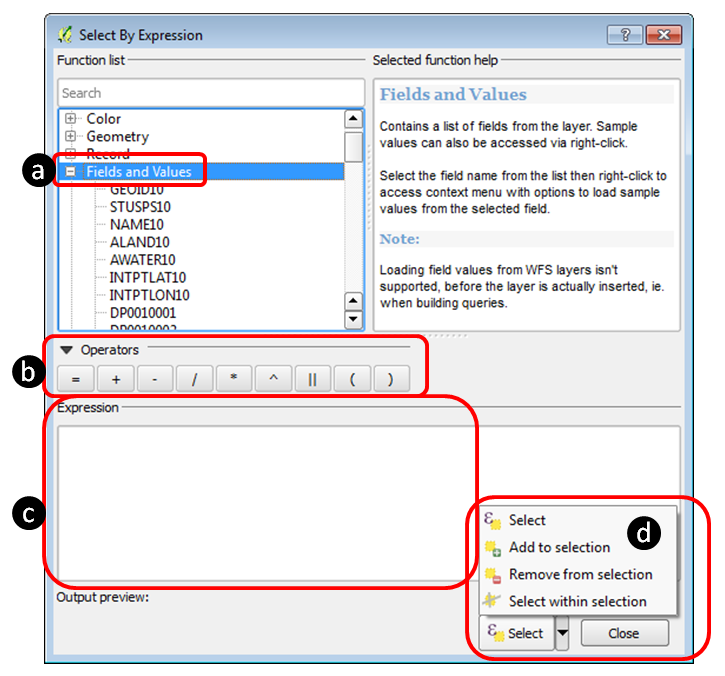 Select By Expression
Function list
Selected function help
Search
Color
Geometry
Record
a
Fields and Values
GEOID10
STUSPS10
NAME10
ALAND10
AWATER10
INTPTLAT10
INTPTLON10
DP0010001
DP0010002
Fields and Values
Contains a list of fields from the layer. Sample
values can also be accessed via right-click.
Select the field name from the list then right-click to
access context menu with options to load sample
values from the selected field.
Note:
Loading field values from WFS layers isn't
supported, before the layer is actually inserted, ie.
when building queries.
b
Operators
= + - / * ^ || ( )
Expression
c
d
Select
Add to selection
Remove from selection
Select within selection
Output preview:
Select
Close